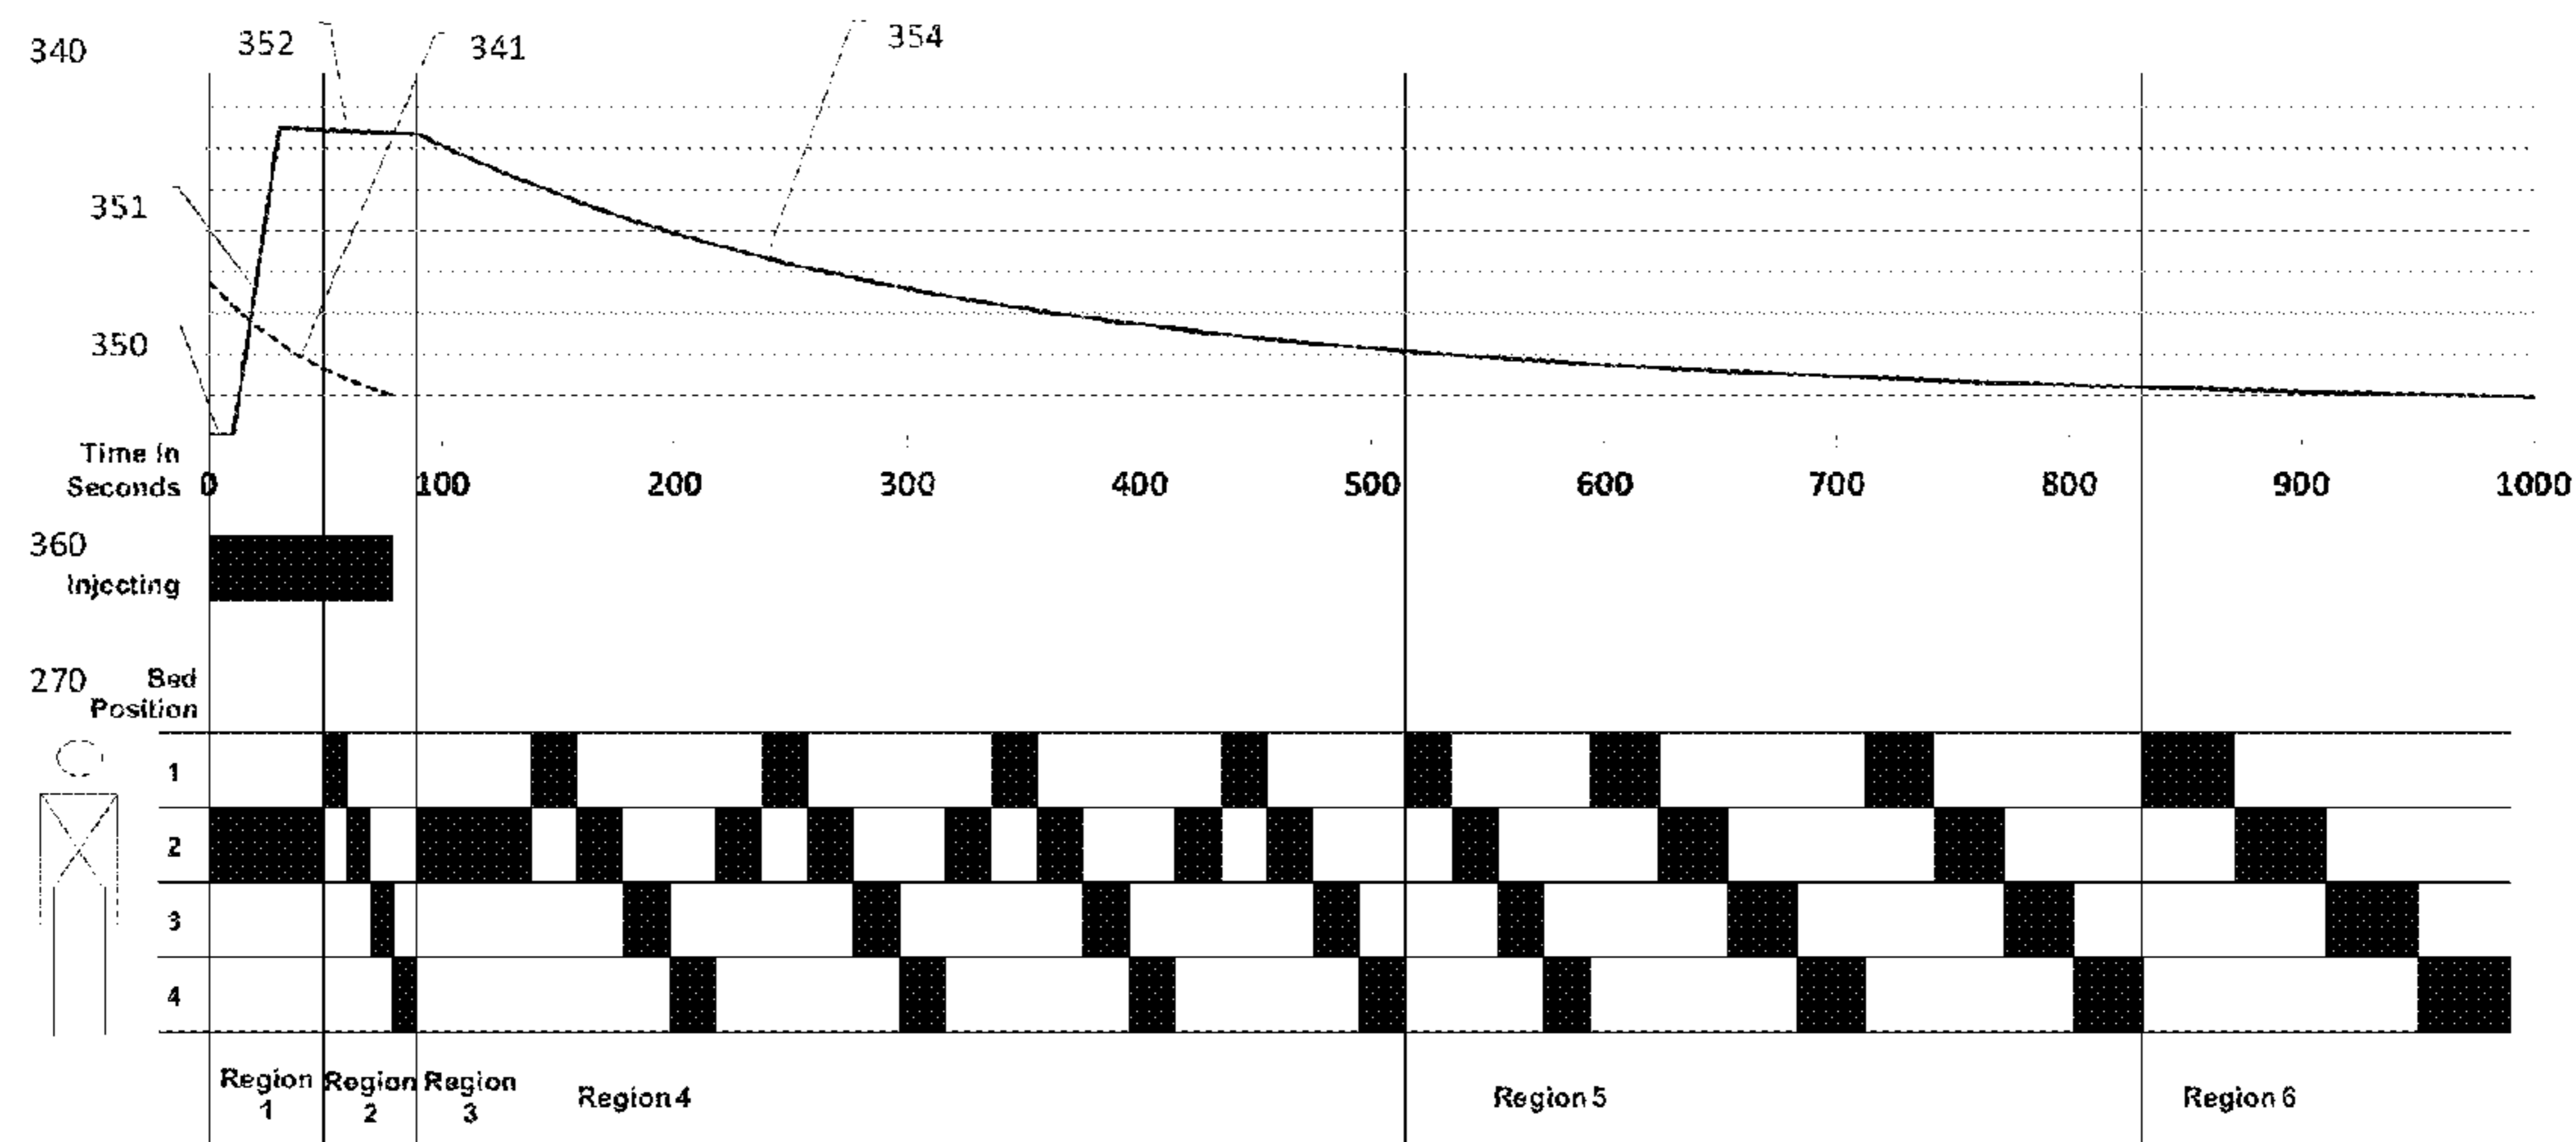 340
352
341
354
351
350
Time in
Seconds 0 100 200 300 400 500 600 700 800 900 1000
360
Injecting
270 Bed
Position
1
2
3
4
Region
1
Region
2
Region
3
Region 4
Region 5
Region 6